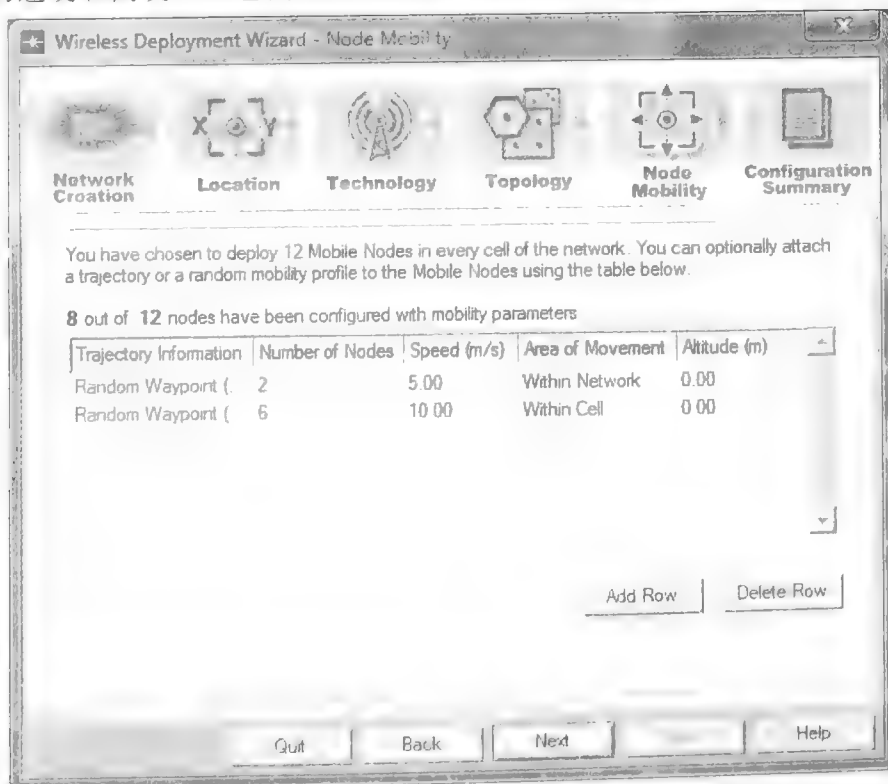 Wireless Deployment Wizard - Node Mobility
X Y
Network Creation
Location
Technology
Topology
Node Mobility
Configuration Summary
You have chosen to deploy 12 Mobile Nodes in every cell of the network. You can optionally attach
a trajectory or a random mobility profile to the Mobile Nodes using the table below.
8 out of 12 nodes have been configured with mobility parameters
Trajectory Information Number of Nodes Speed (m/s) Area of Movement Altitude (m)
Random Waypoint (. 2 5.00 Within Network 0.00
Random Waypoint ( 6 10.00 Within Cell 0.00
Add Row Delete Row
Quit Back Next Help